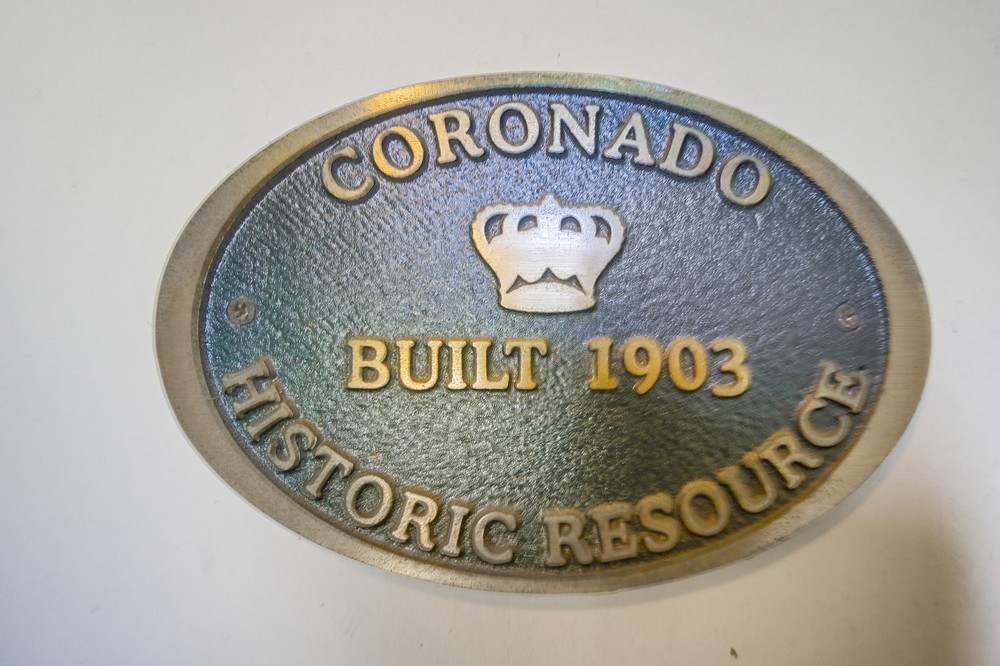 CORONADO
BUILT 1903
HISTORIC RESOURCE